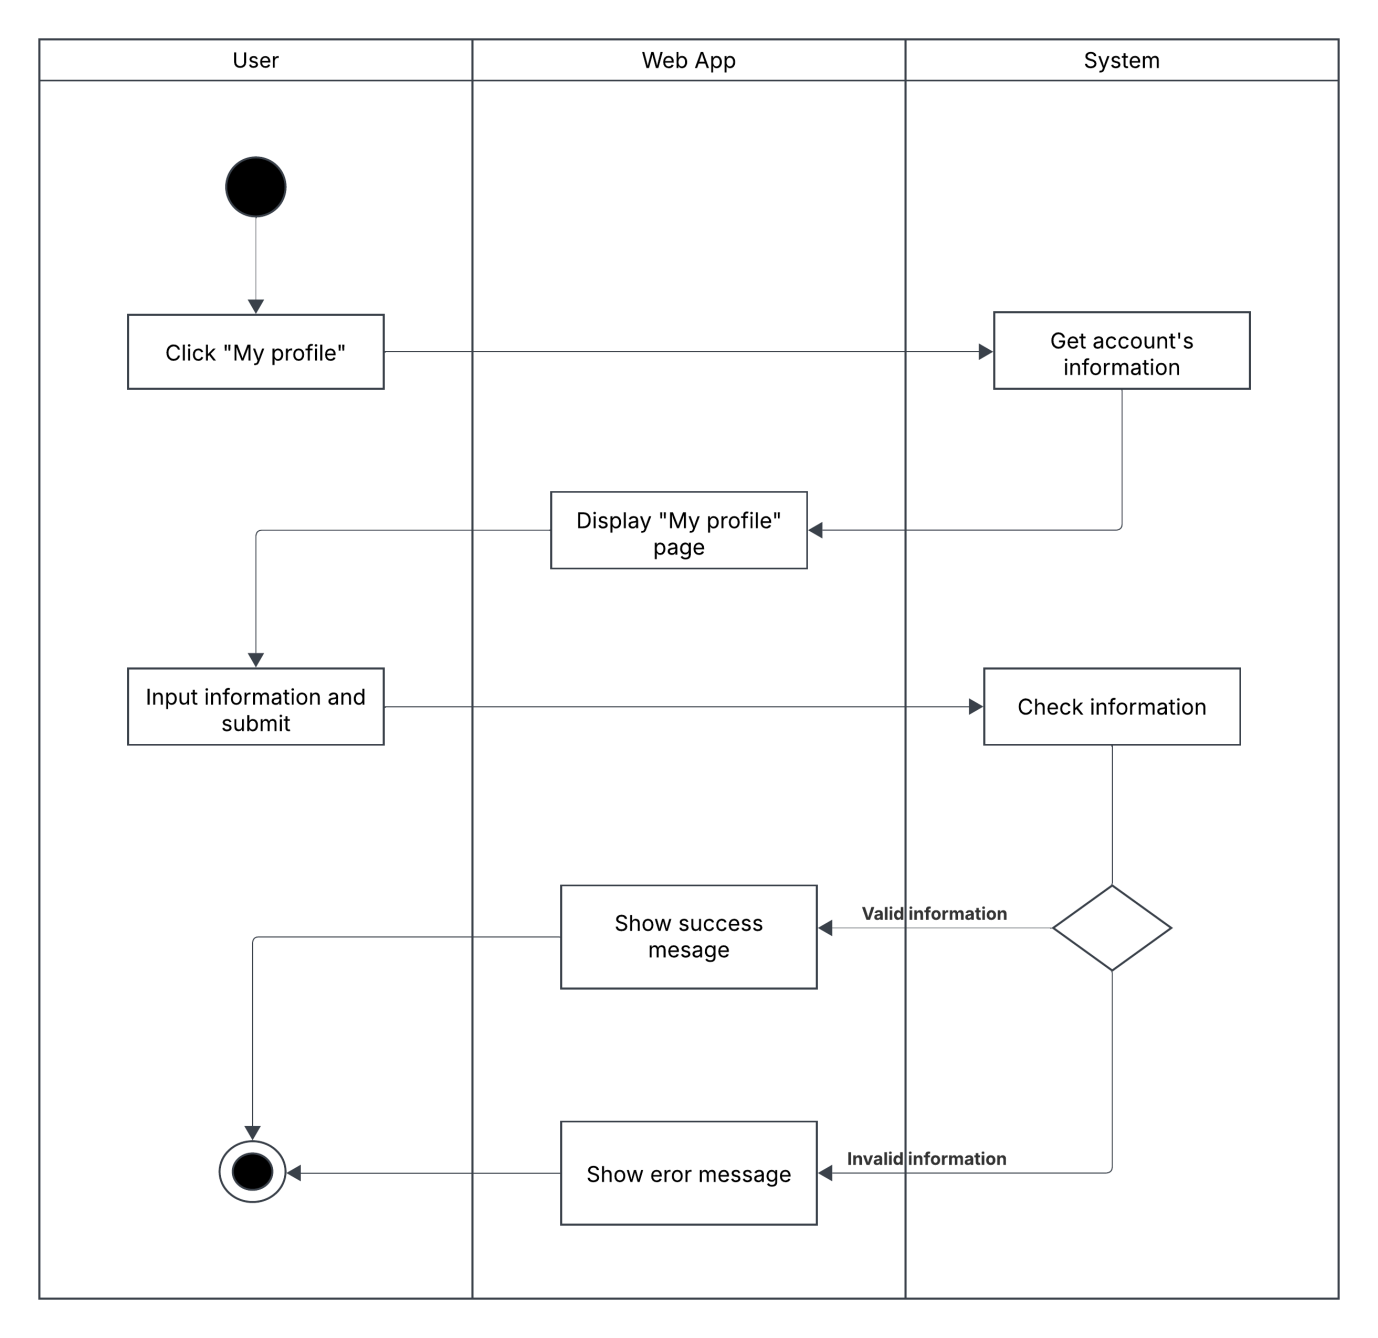 User
Web App
System
Click "My profile"
Get account's
information
Display "My profile"
page
Input information and
submit
Check information
Show success
mesage
Valid information
Show eror message
Invalid information